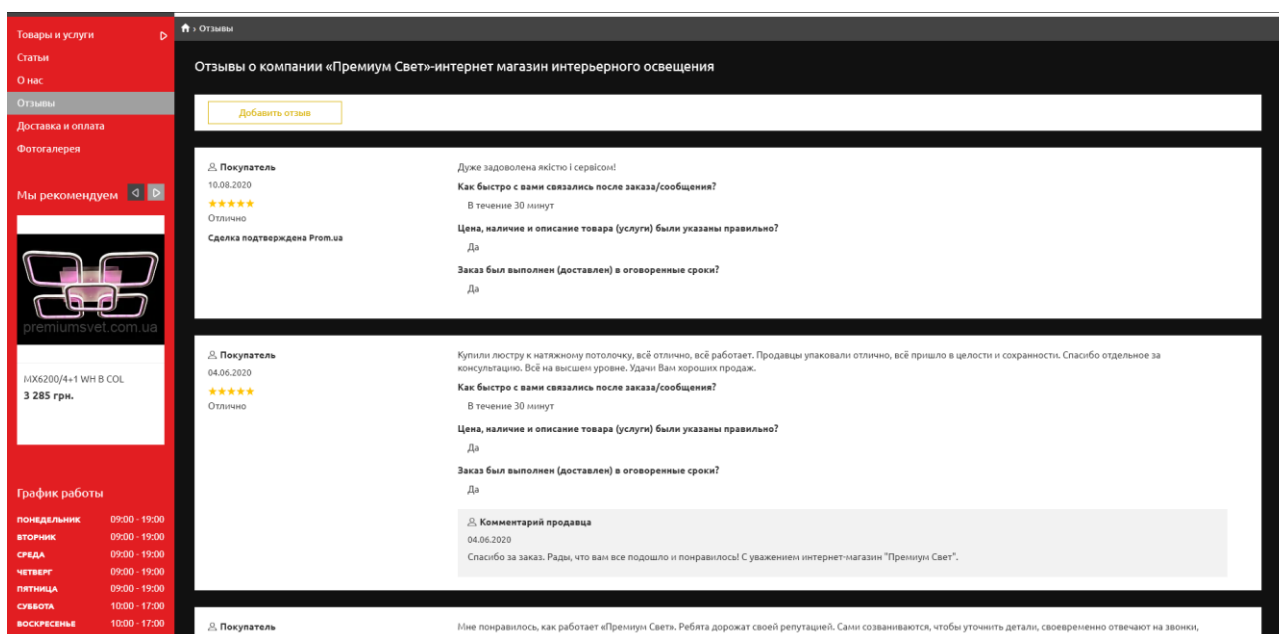 Товары и услуги
Статьи
О нас
Отзывы
Доставка и оплата
Фотогалерея
Мы рекомендуем
premiumsvet.com.ua
MX6200/4+1 WH B COL
3 285 грн.
График работы
ПОНЕДЕЛЬНИК 09:00 - 19:00
ВТОРНИК 09:00 - 19:00
СРЕДА 09:00 - 19:00
ЧЕТВЕРГ 09:00 - 19:00
ПЯТНИЦА 09:00 - 19:00
СУББОТА 10:00 - 17:00
ВОСКРЕСЕНЬЕ 10:00 - 17:00
› Отзывы
Отзывы о компании «Премиум Свет»-интернет магазин интерьерного освещения
Добавить отзыв
Покупатель
10.08.2020
Отлично
Сделка подтверждена Prom.ua
Дуже задоволена якістю і сервісом!
Как быстро с вами связались после заказа/сообщения?
В течение 30 минут
Цена, наличие и описание товара (услуги) были указаны правильно?
Да
Заказ был выполнен (доставлен) в оговоренные сроки?
Да
Покупатель
04.06.2020
Отлично
Купили люстру к натяжному потолочку, всё отлично, всё работает. Продавцы упаковали отлично, всё пришло в целости и сохранности. Спасибо отдельное за
консультацию. Всё на высшем уровне. Удачи Вам хороших продаж.
Как быстро с вами связались после заказа/сообщения?
В течение 30 минут
Цена, наличие и описание товара (услуги) были указаны правильно?
Да
Заказ был выполнен (доставлен) в оговоренные сроки?
Да
Комментарий продавца
04.06.2020
Спасибо за заказ. Рады, что вам все подошло и понравилось! С уважением интернет-магазин "Премиум Свет".
Покупатель
Мне понравилось, как работает «Премиум Свет». Ребята дорожат своей репутацией. Сами созваниваются, чтобы уточнить детали, своевременно отвечают на звонки,